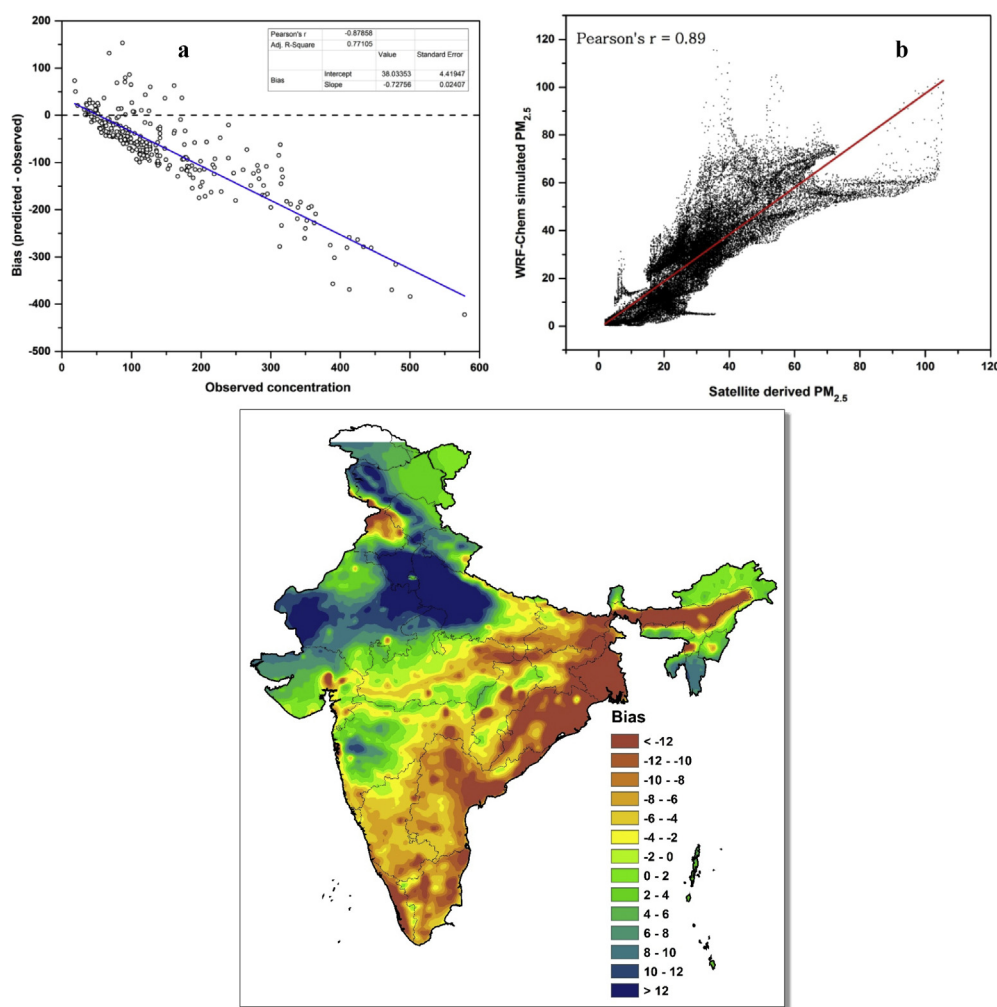 a
Pearson's r -0.87858
Adj. R-Square 0.77105
Value Standard Error
Bias Intercept 38.03353 4.41947
Slope -0.72756 0.02407
200
100
0
-100
-200
-300
-400
-500
Bias (predicted - observed)
0 100 200 300 400 500 600
Observed concentration
Pearson's r = 0.89
b
120
100
80
60
40
20
0
WRF-Chem simulated PM2.5
0 20 40 60 80 100 120
Satellite derived PM2.5
Bias
< -12
-12 - -10
-10 - -8
-8 - -6
-6 - -4
-4 - -2
-2 - 0
0 - 2
2 - 4
4 - 6
6 - 8
8 - 10
10 - 12
> 12